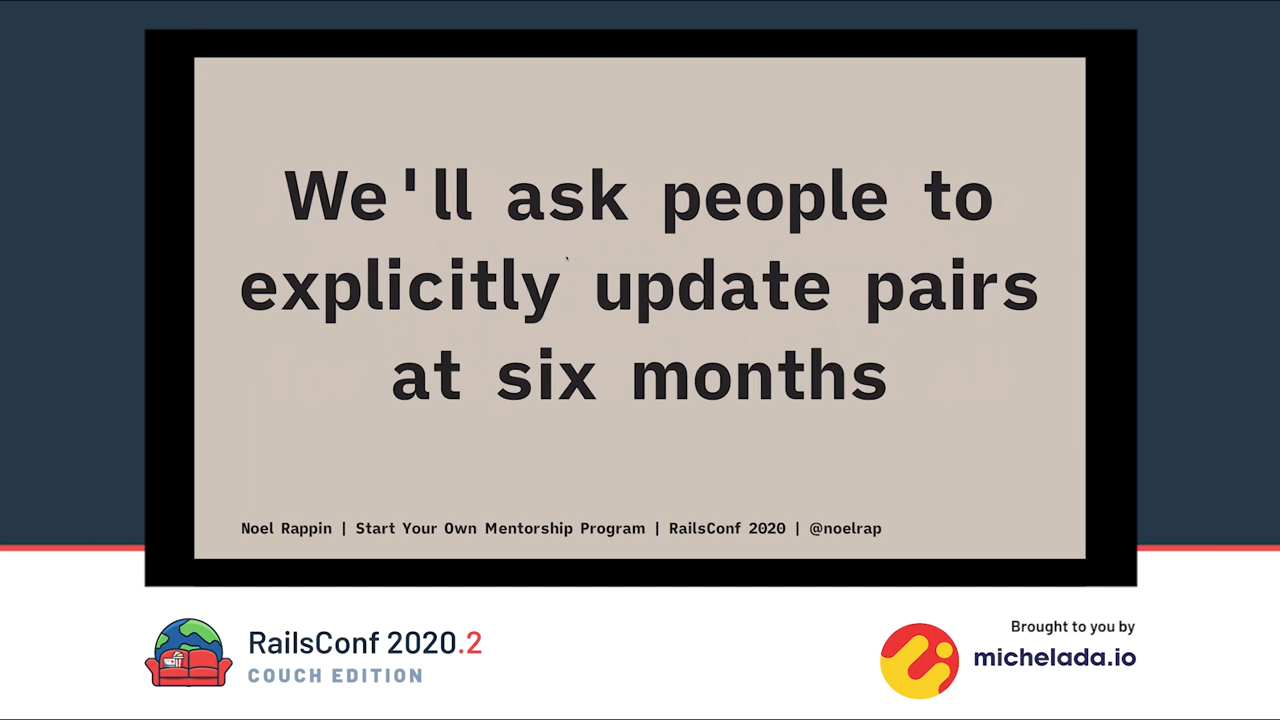 We'll ask people to
explicitly update pairs
at six months
Noel Rappin | Start Your Own Mentorship Program | RailsConf 2020 | @noelrap
RailsConf 2020.2
COUCH EDITION
Brought to you by
michelada.io